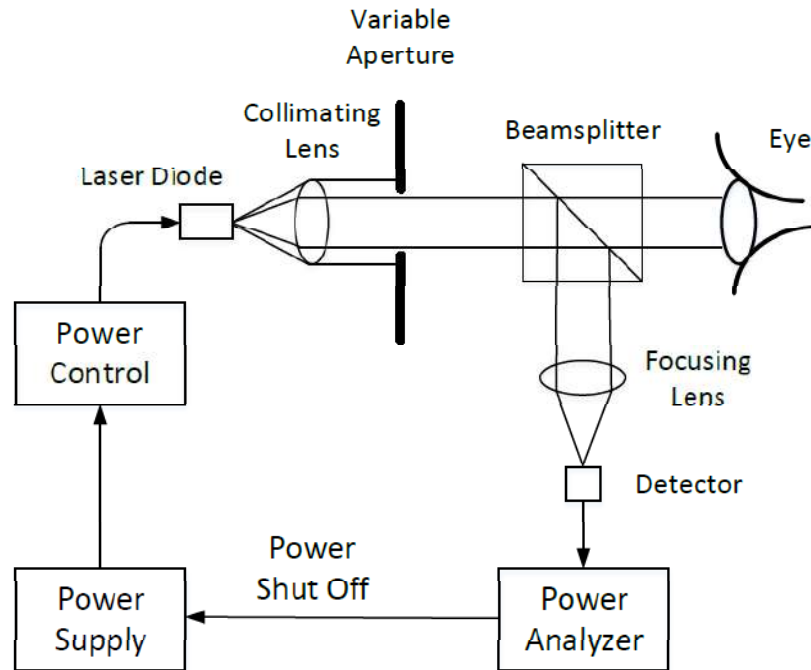 Variable
Aperture
Collimating
Lens
Beamsplitter
Eye
Laser Diode
Power
Control
Focusing
Lens
Detector
Power
Shut Off
Power
Supply
Power
Analyzer